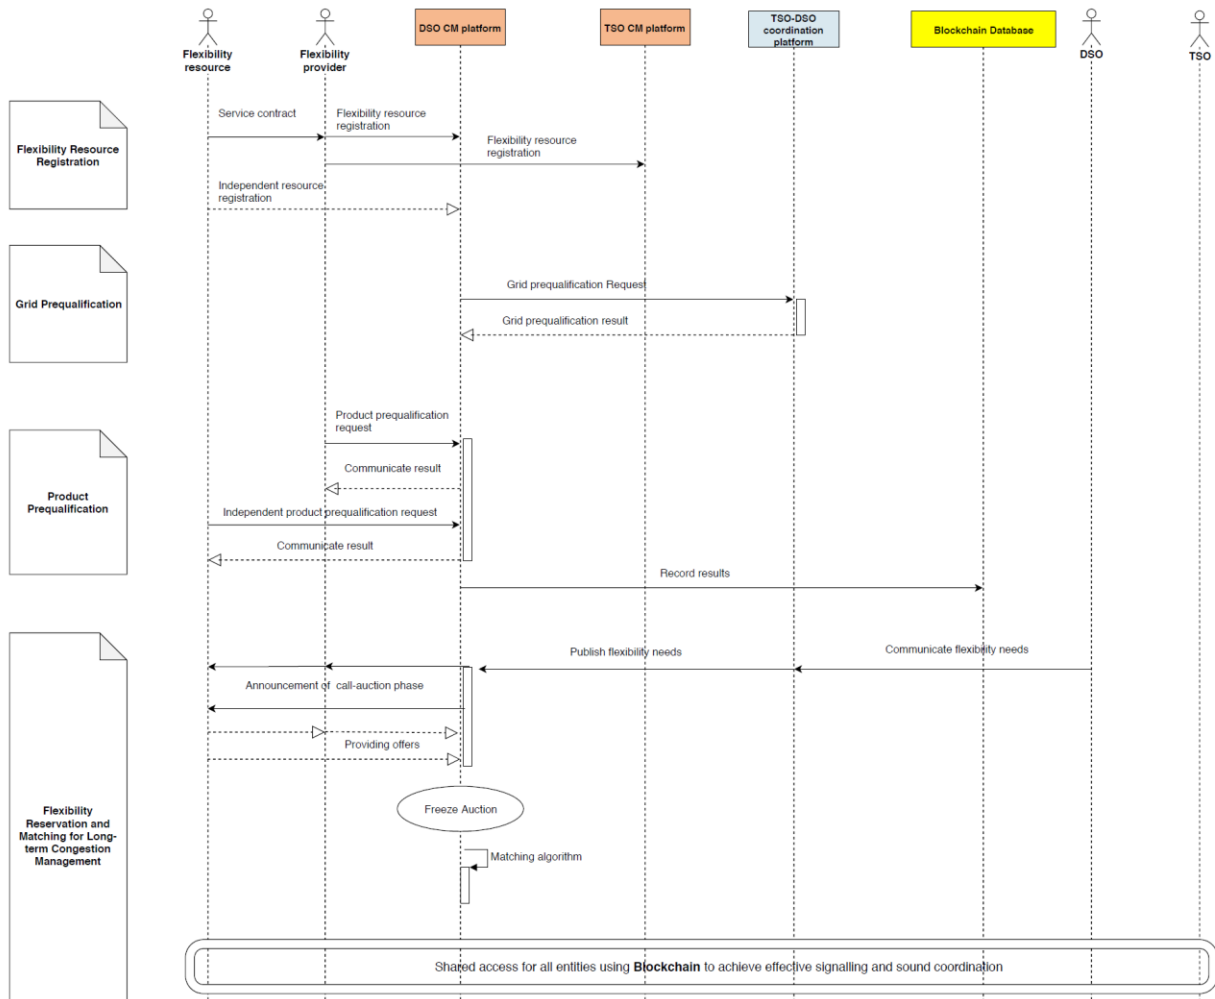 Flexibility
resource
Flexibility
provider
DSO CM platform
TSO CM platform
TSO-DSO
coordination
platform
Blockchain Database
DSO
TSO
Flexibility Resource
Registration
Service contract
Flexibility resource
registration
Flexibility resource
registration
Independent resource
registration
Grid Prequalification
Grid prequalification Request
Grid prequalification result
Product
Prequalification
Product prequalification
request
Communicate result
Independent product prequalification request
Communicate result
Record results
Flexibility
Reservation and
Matching for Long-
term Congestion
Management
Communicate flexibility needs
Publish flexibility needs
Announcement of call-auction phase
Providing offers
Freeze Auction
Matching algorithm
Shared access for all entities using Blockchain to achieve effective signalling and sound coordination